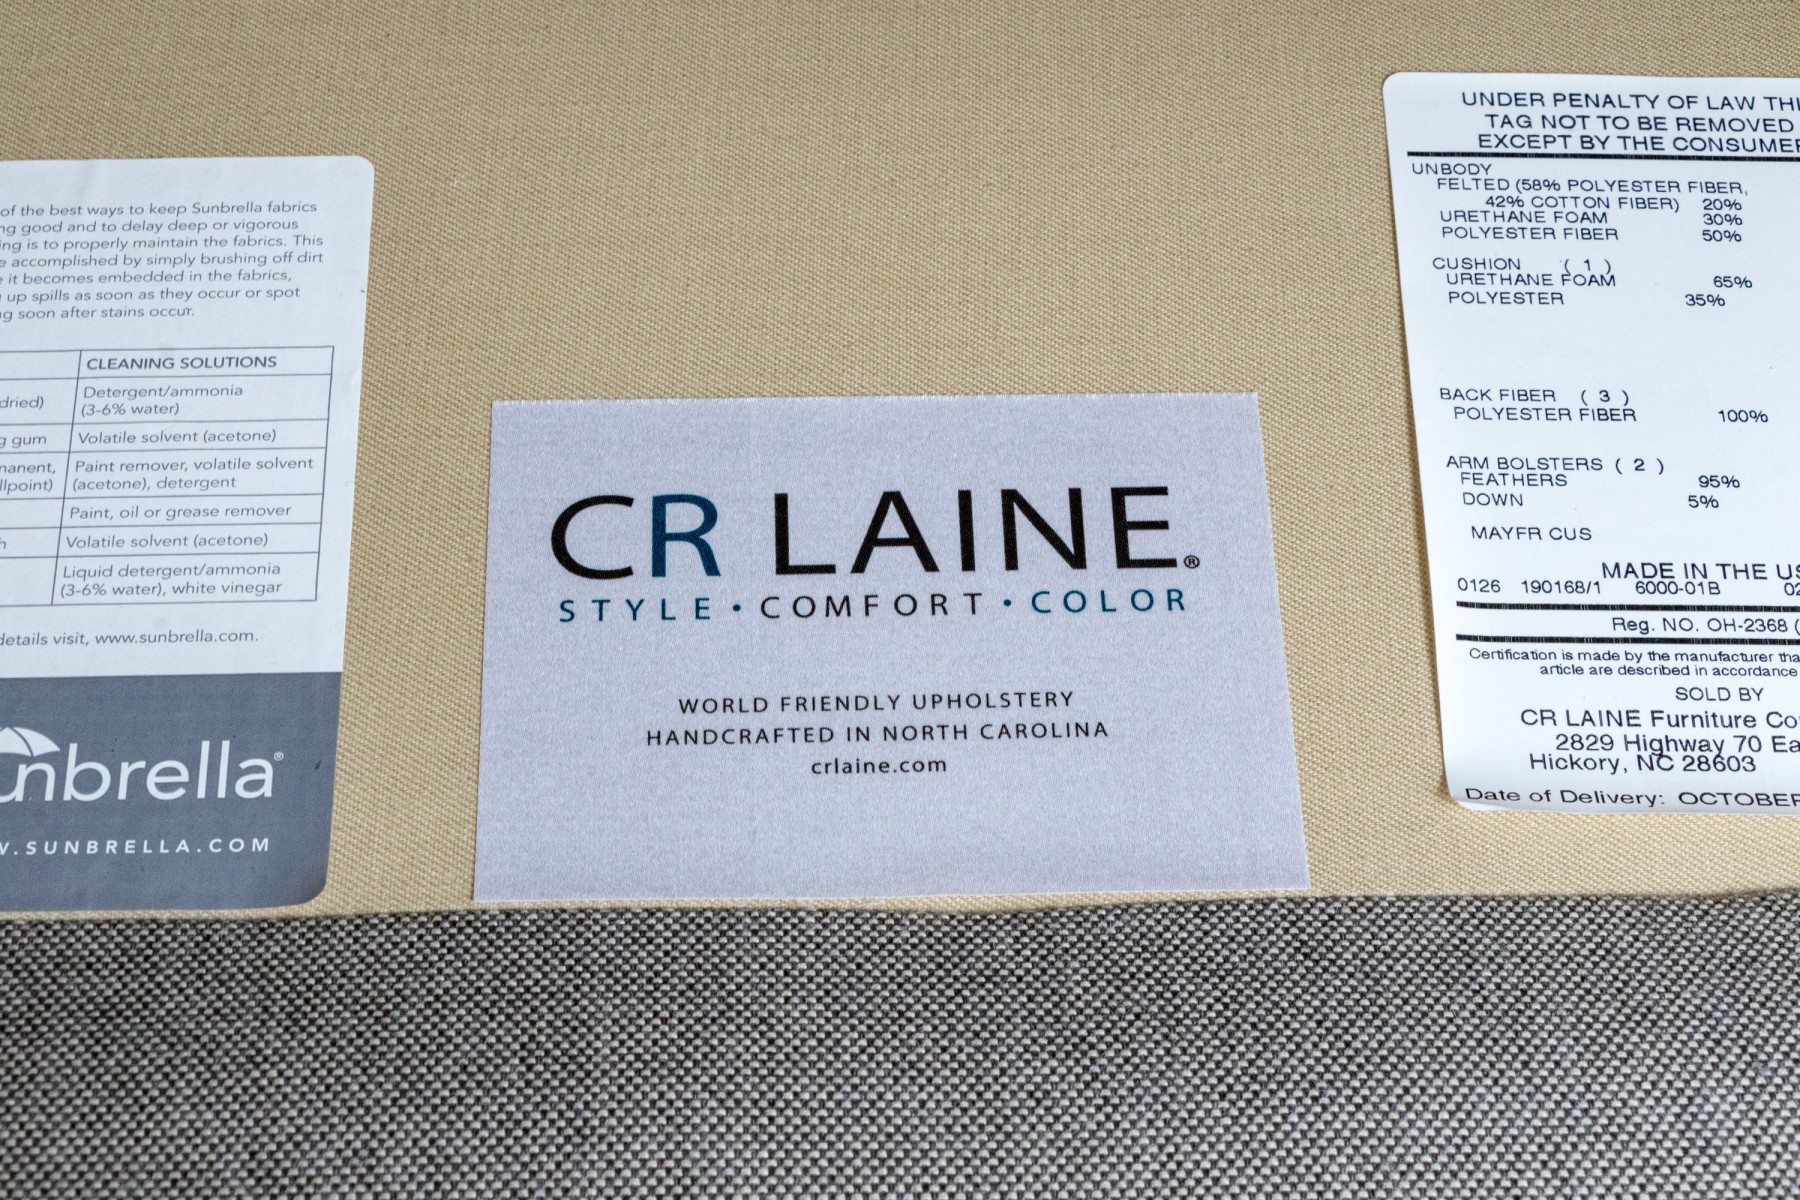 of the best ways to keep Sunbrella fabrics
good and to delay deep or vigorous
is to properly maintain the fabrics. This
accomplished by simply brushing off dirt
it becomes embedded in the fabrics,
up spills as soon as they occur or spot
soon after stains occur.
CLEANING SOLUTIONS
dried) Detergent/ammonia
(3-6% water)
gum Volatile solvent (acetone)
Paint remover, volatile solvent
(acetone), detergent
Paint, oil or grease remover
Volatile solvent (acetone)
Liquid detergent/ammonia
(3-6% water), white vinegar
details visit, www.sunbrella.com.
nbrella®
W.SUNBRELLA.COM
CR LAINE®
STYLE • COMFORT • COLOR
WORLD FRIENDLY UPHOLSTERY
HANDCRAFTED IN NORTH CAROLINA
crlaine.com
UNDER PENALTY OF LAW THI
TAG NOT TO BE REMOVED
EXCEPT BY THE CONSUMER
UNBODY
FELTED (58% POLYESTER FIBER,
42% COTTON FIBER) 20%
URETHANE FOAM 30%
POLYESTER FIBER 50%
CUSHION ( 1 )
URETHANE FOAM 65%
POLYESTER 35%
BACK FIBER ( 3 )
POLYESTER FIBER 100%
ARM BOLSTERS ( 2 )
FEATHERS 95%
DOWN 5%
MAYFR CUS
MADE IN THE US
0126 190168/1 6000-01B 02
Reg. NO. OH-2368 (
Certification is made by the manufacturer tha
article are described in accordance
SOLD BY
CR LAINE Furniture Co
2829 Highway 70 Ea
Hickory, NC 28603
Date of Delivery: OCTOBER